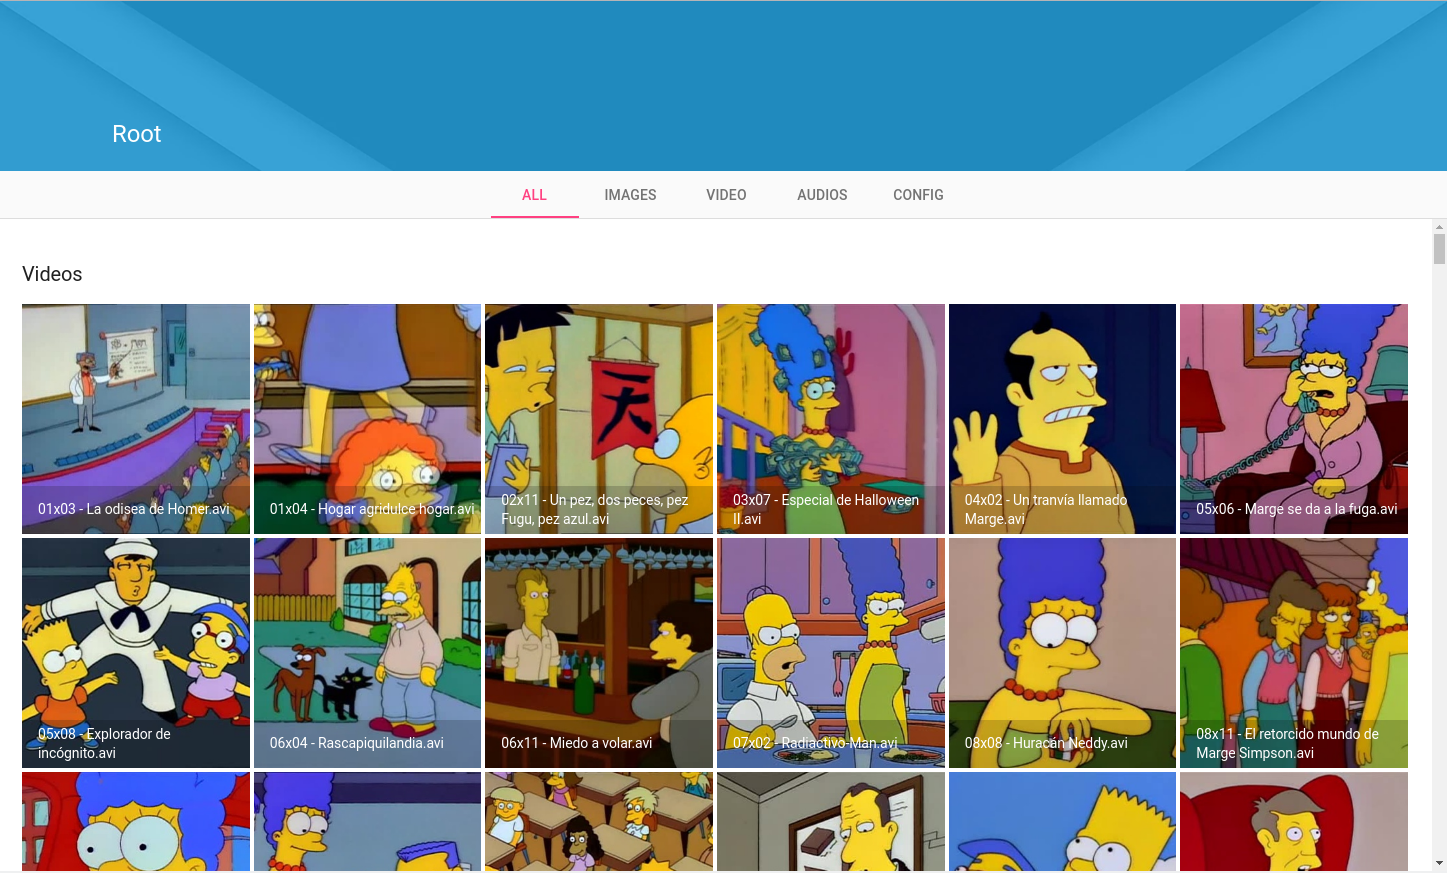 Root
ALL
IMAGES
VIDEO
AUDIOS
CONFIG
Videos
01x03 - La odisea de Homer.avi
01x04 - Hogar agridulce hogar.avi
02x11 - Un pez, dos peces, pez
Fugu, pez azul.avi
03x07 - Especial de Halloween
II.avi
04x02 - Un tranvía llamado
Marge.avi
05x06 - Marge se da a la fuga.avi
05x08 - Explorador de
incógnito.avi
06x04 - Rascapiquilandia.avi
06x11 - Miedo a volar.avi
07x02 - Radiactivo-Man.avi
08x08 - Huracán Neddy.avi
08x11 - El retorcido mundo de
Marge Simpson.avi